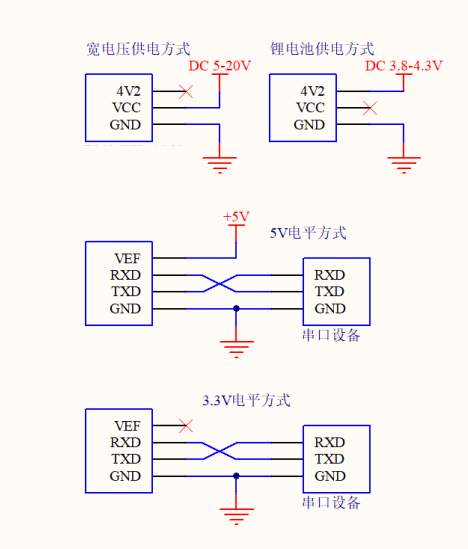 宽电压供电方式
锂电池供电方式
DC 5-20V
DC 3.8-4.3V
4V2
VCC
GND
4V2
VCC
GND
+5V
5V电平方式
VEF
RXD
TXD
GND
RXD
TXD
GND
串口设备
3.3V电平方式
VEF
RXD
TXD
GND
RXD
TXD
GND
串口设备